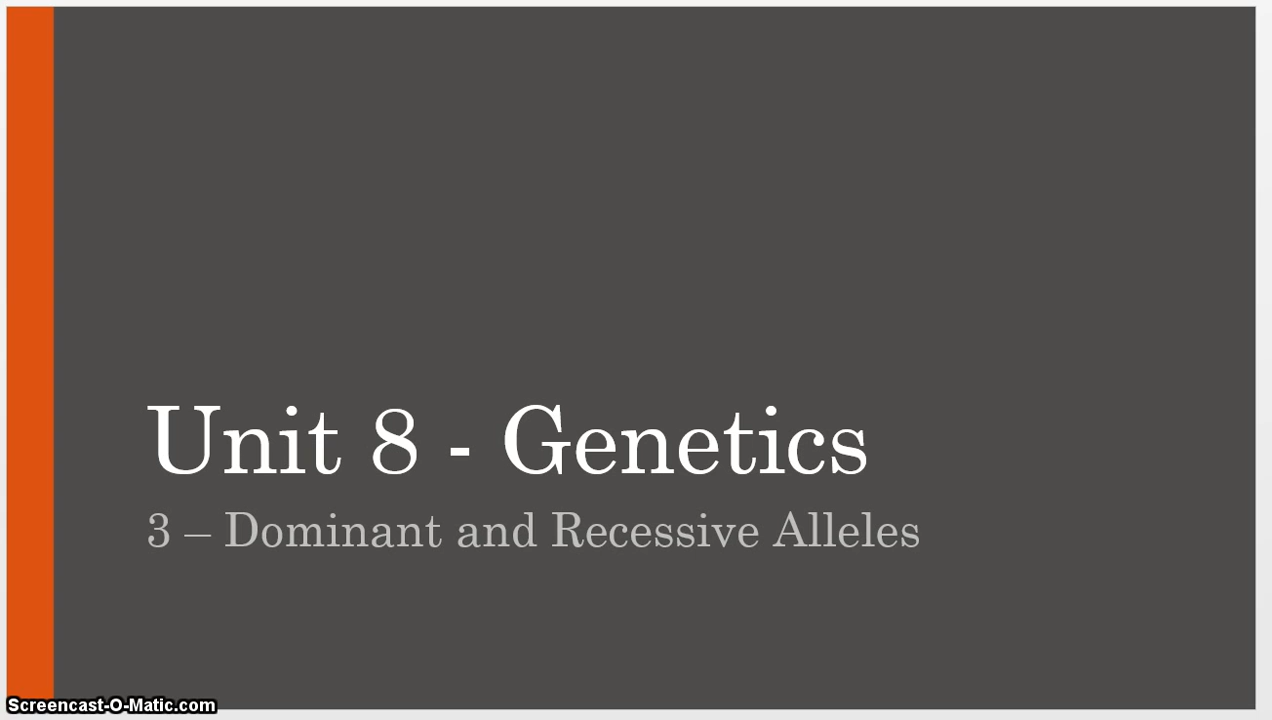 Unit 8 - Genetics
3 – Dominant and Recessive Alleles
Screencast-O-Matic.com